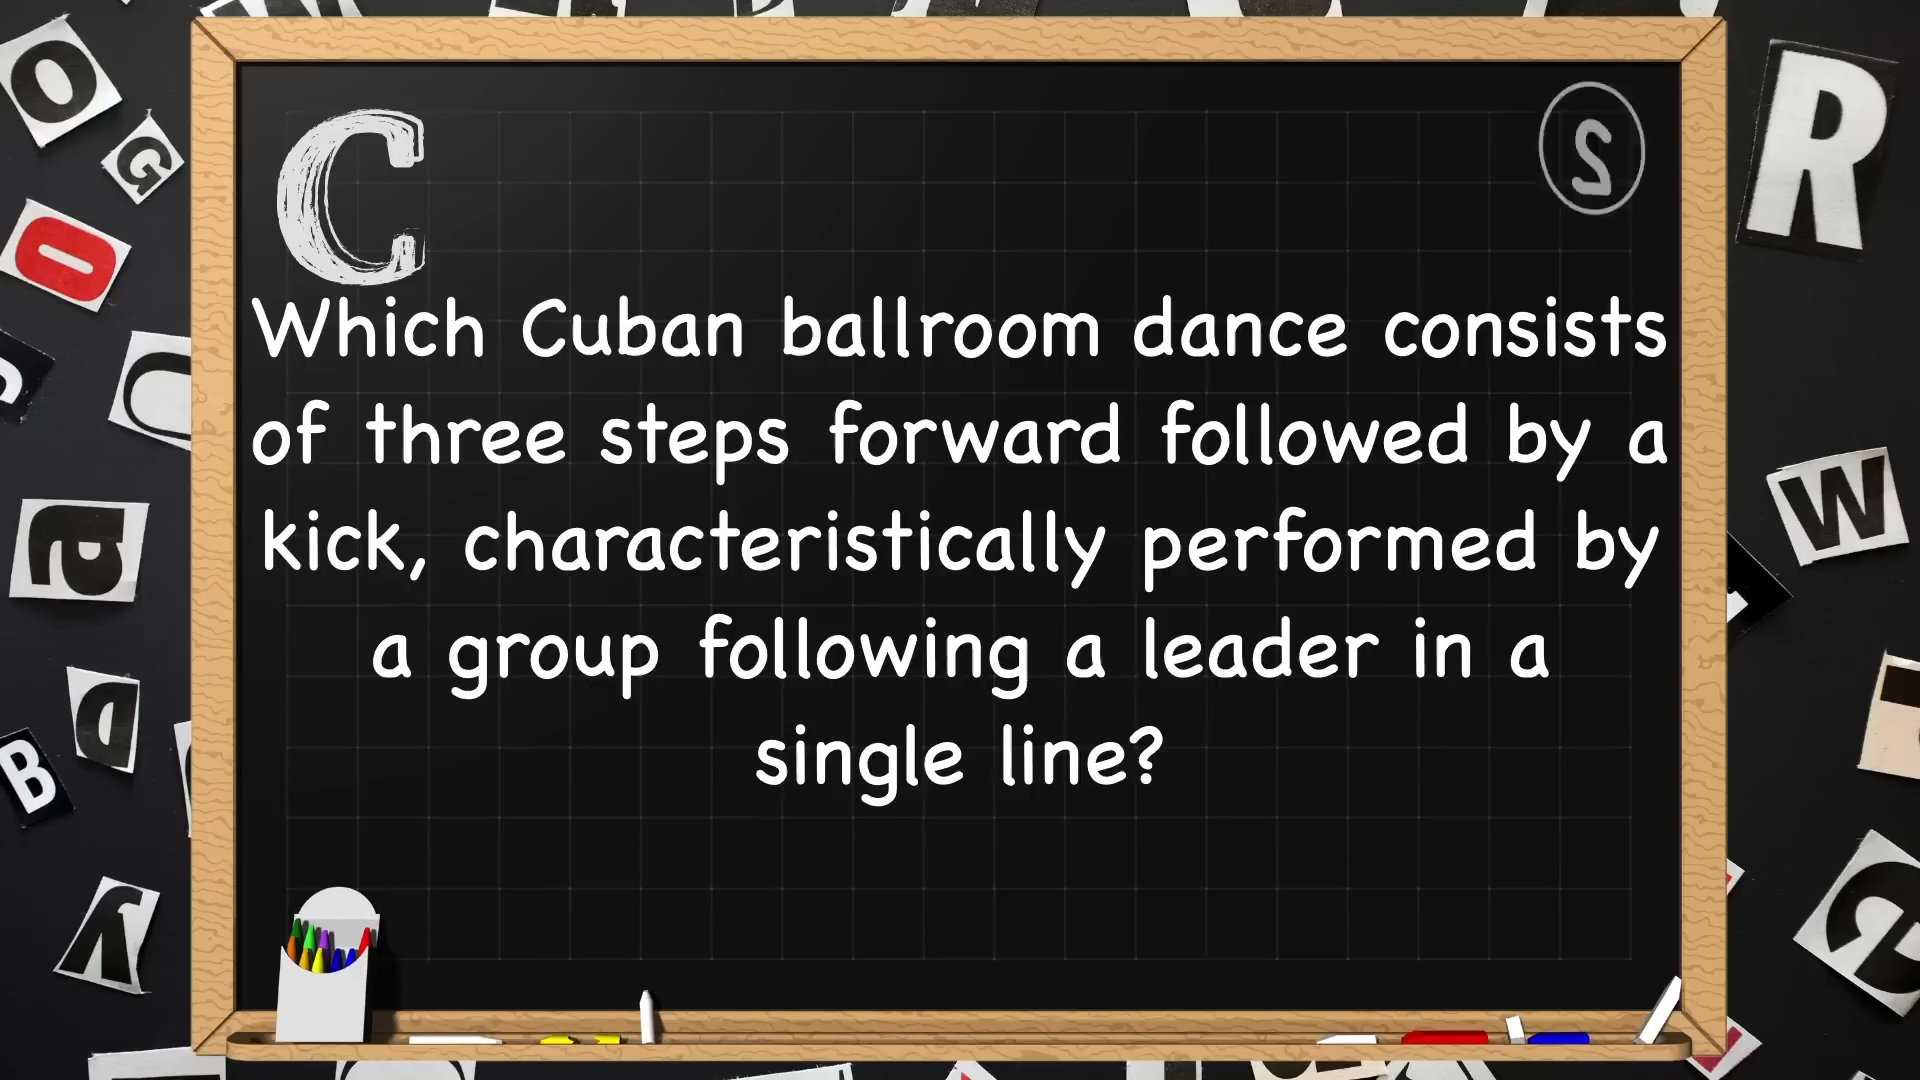 C
2
Which Cuban ballroom dance consists
of three steps forward followed by a
kick, characteristically performed by
a group following a leader in a
single line?
O
G
O
a
B
R
W